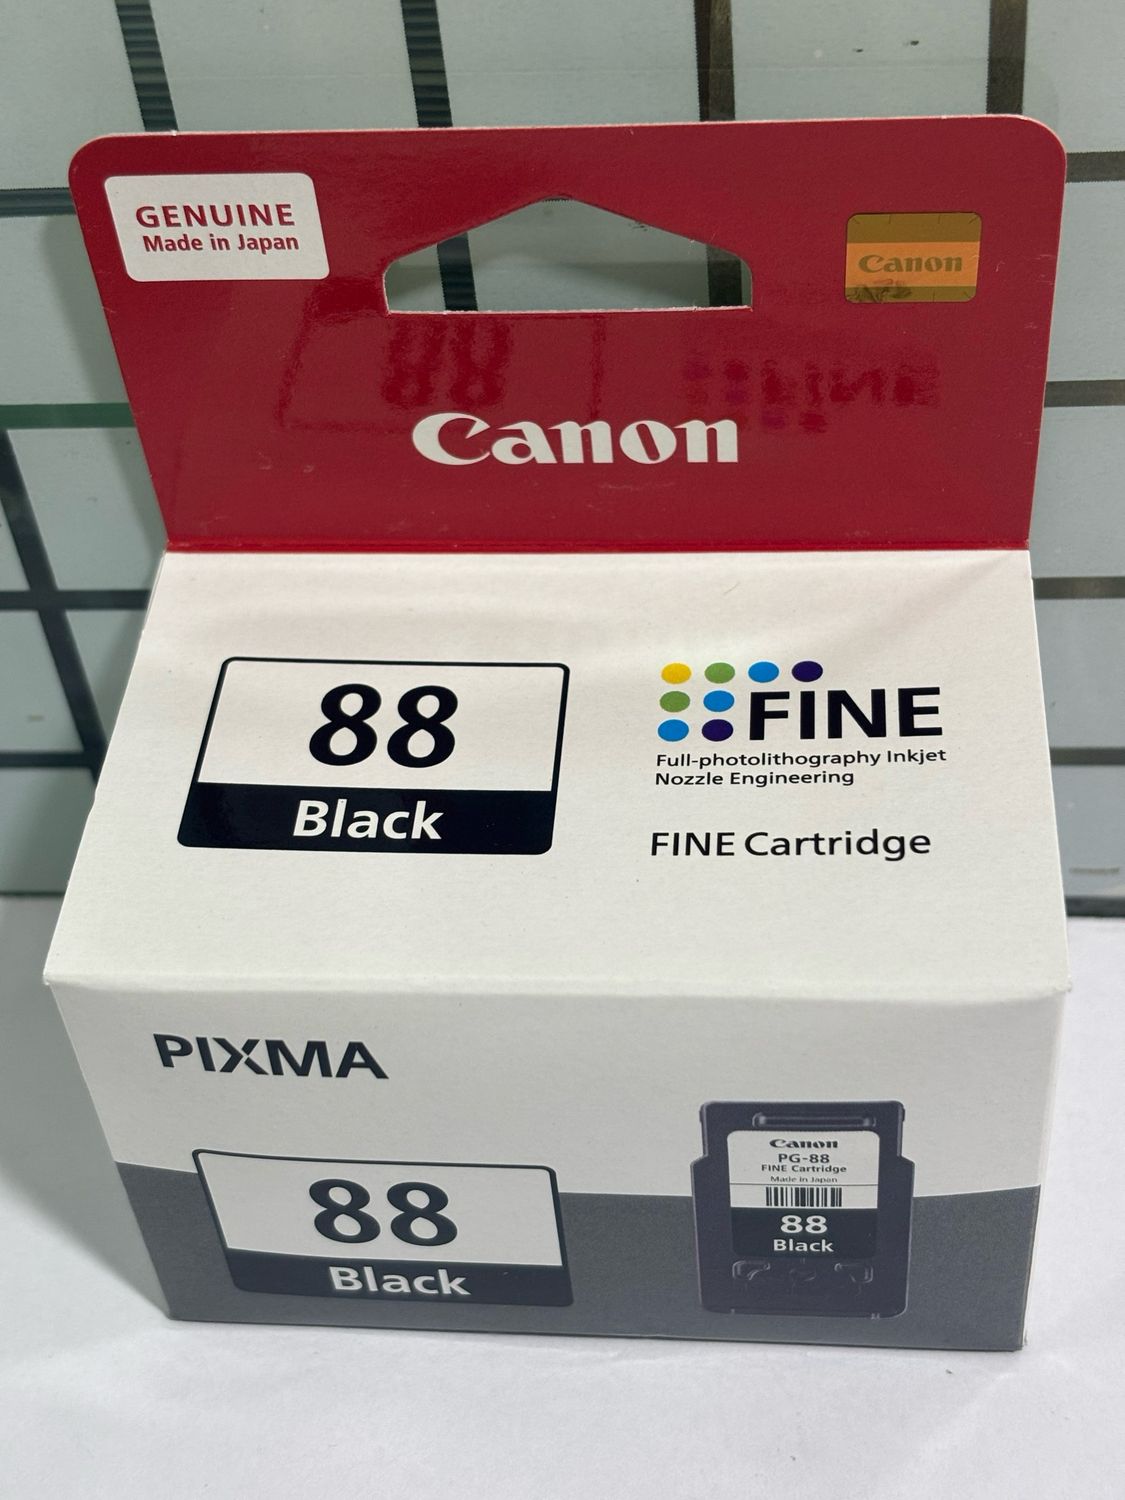 GENUINE
Made in Japan
Canon
Canon
88
Black
FINE
Full-photolithography Inkjet
Nozzle Engineering
FINE Cartridge
PIXMA
88
Black
Canon
PG-88
FINE Cartridge
Made in Japan
88
Black